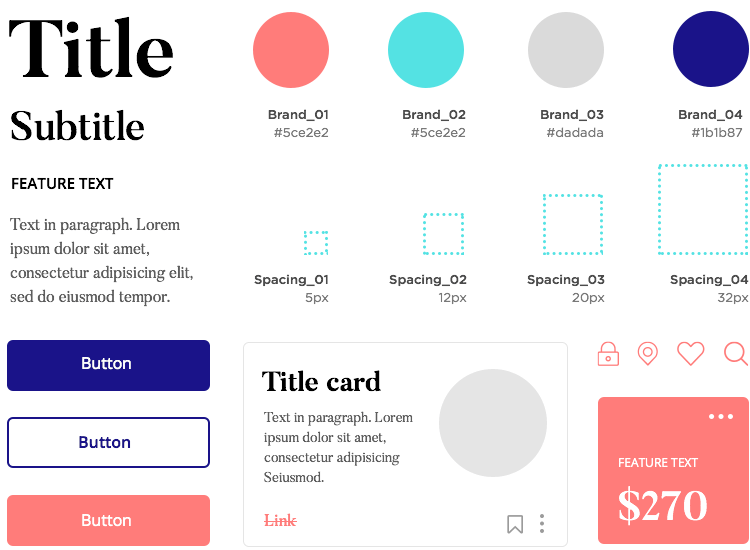 Title
Subtitle
FEATURE TEXT
Text in paragraph. Lorem
ipsum dolor sit amet,
consectetur adipisicing elit,
sed do eiusmod tempor.
Button
Button
Button
Brand_01
#5ce2e2
Brand_02
#5ce2e2
Brand_03
#dadada
Brand_04
#1b1b87
Spacing_01
5px
Spacing_02
12px
Spacing_03
20px
Spacing_04
32px
Title card
Text in paragraph. Lorem
ipsum dolor sit amet,
consectetur adipisicing
Seiusmod.
Link
FEATURE TEXT
$270